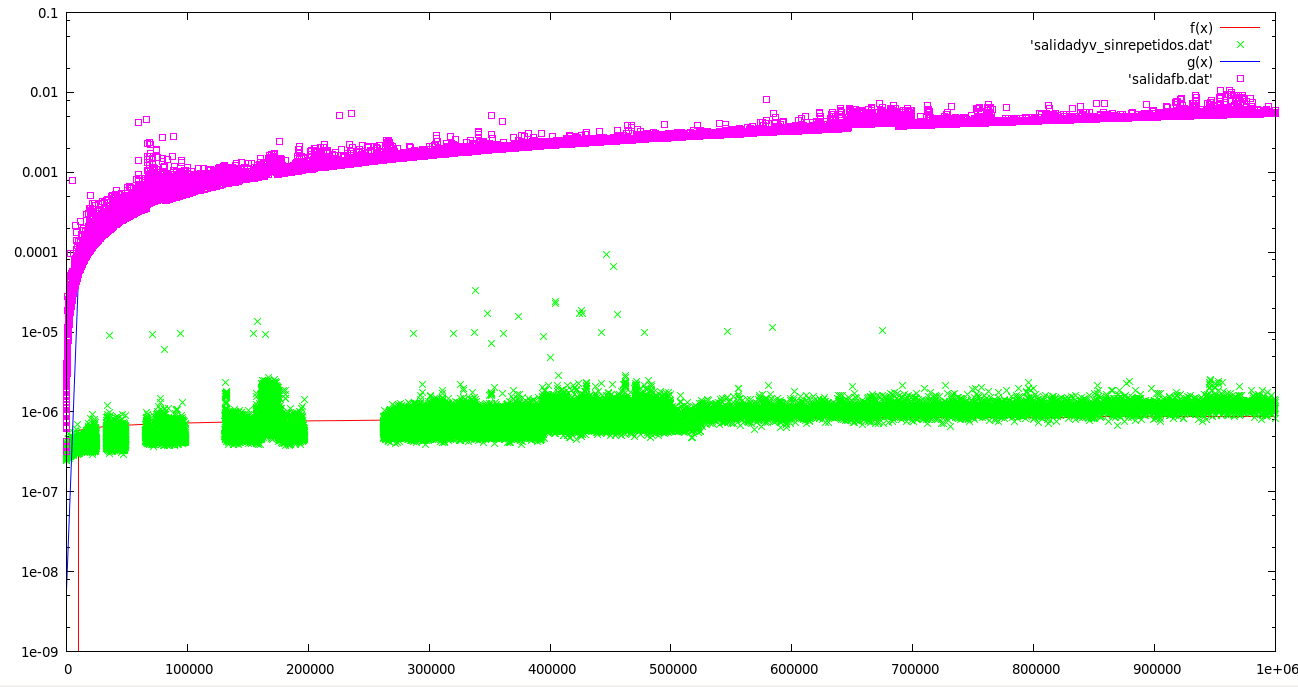 0.1
f(x)
'salidadyv_sinrepetidos.dat'
g(x)
'salidafb.dat'
0.01
0.001
0.0001
1e-05
1e-06
1e-07
1e-08
1e-09
0 100000 200000 300000 400000 500000 600000 700000 800000 900000 1e+06